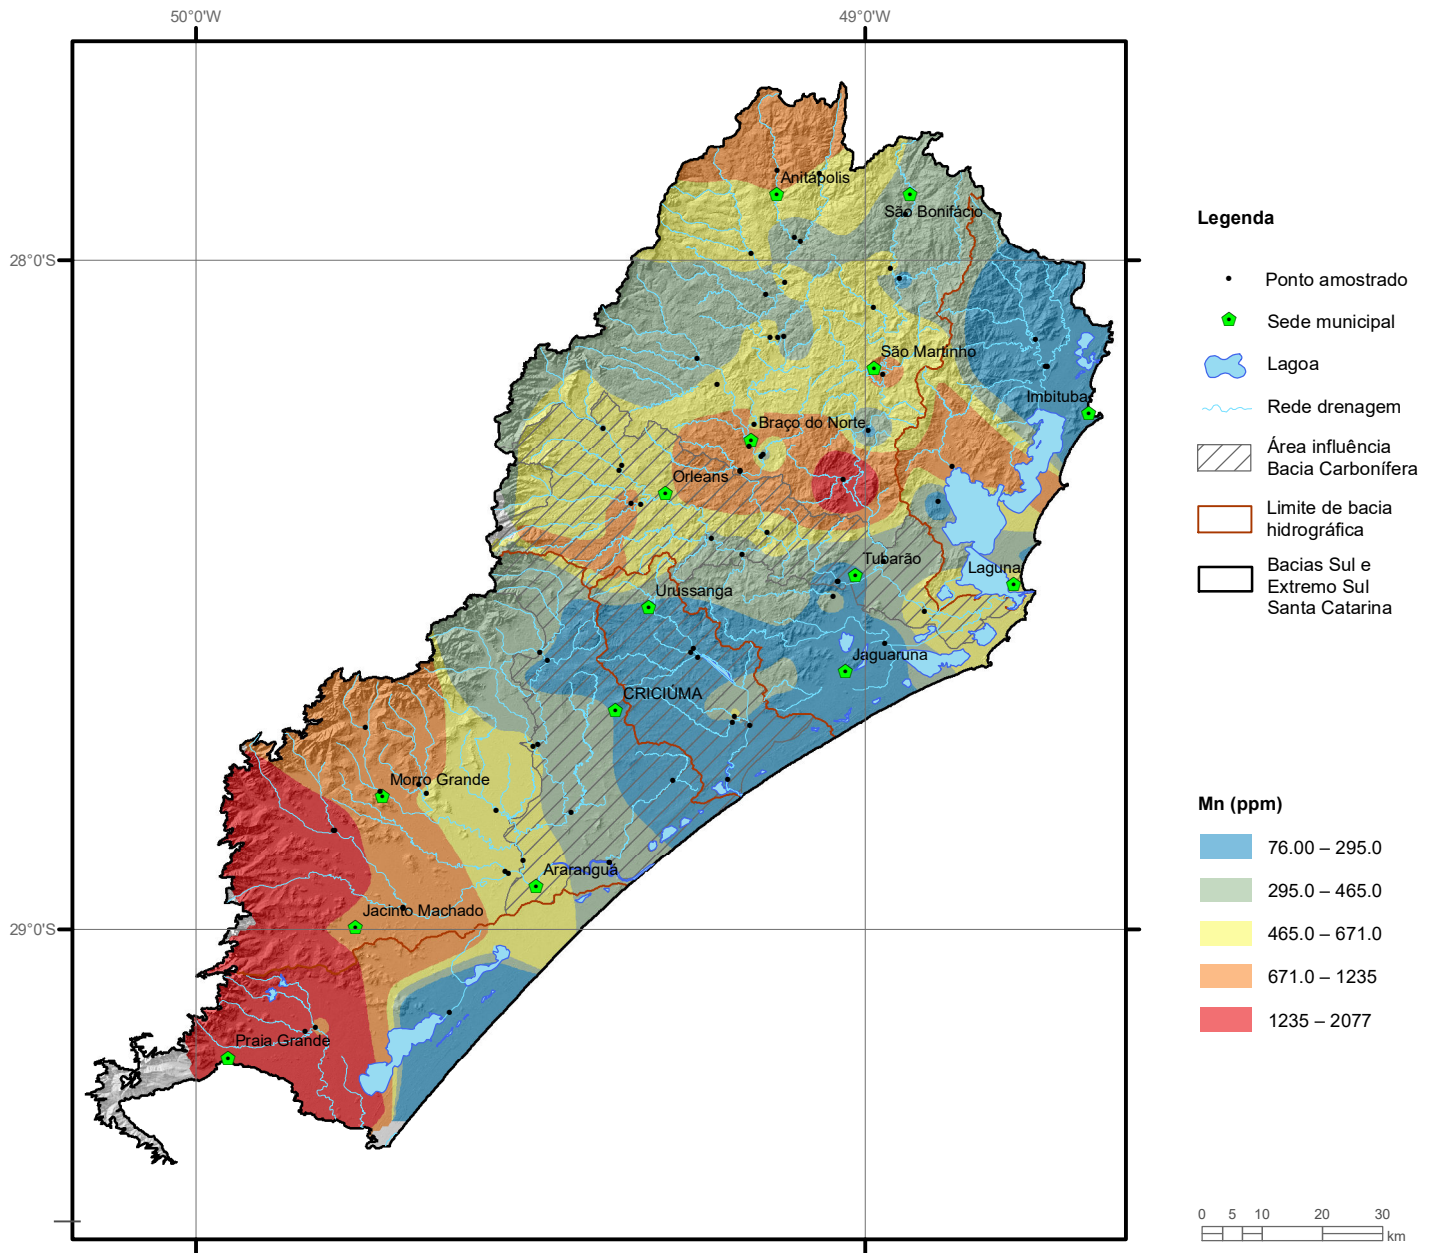 50°0'W
49°0'W
28°0'S
29°0'S
Anitápolis
São Bonifácio
São Martinho
Imbituba
Braço do Norte
Orleans
Tubarão
Laguna
Urussanga
Jaguaruna
CRICIÚMA
Morro Grande
Araranguá
Jacinto Machado
Praia Grande
Legenda
Ponto amostrado
Sede municipal
Lagoa
Rede drenagem
Área influência
Bacia Carbonífera
Limite de bacia
hidrográfica
Bacias Sul e
Extremo Sul
Santa Catarina
Mn (ppm)
76.00 – 295.0
295.0 – 465.0
465.0 – 671.0
671.0 – 1235
1235 – 2077
0 5 10 20 30
km